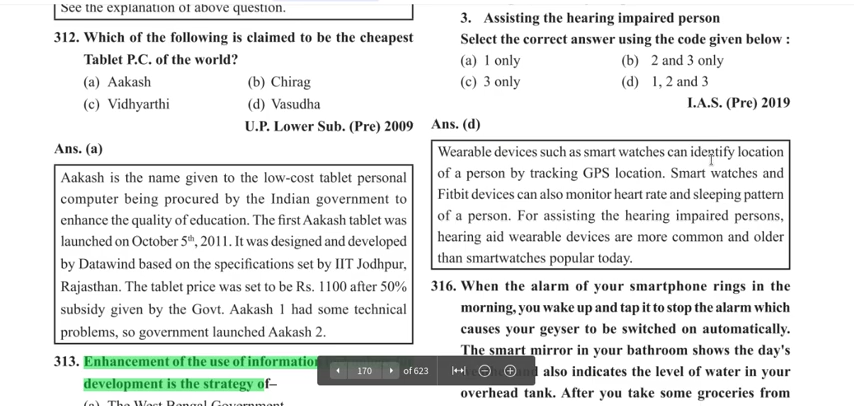 See the explanation of above question.
312. Which of the following is claimed to be the cheapest
Tablet P.C. of the world?
(a) Aakash (b) Chirag
(c) Vidhyarthi (d) Vasudha
U.P. Lower Sub. (Pre) 2009
Ans. (a)
Aakash is the name given to the low-cost tablet personal
computer being procured by the Indian government to
enhance the quality of education. The first Aakash tablet was
launched on October 5th, 2011. It was designed and developed
by Datawind based on the specifications set by IIT Jodhpur,
Rajasthan. The tablet price was set to be Rs. 1100 after 50%
subsidy given by the Govt. Aakash 1 had some technical
problems, so government launched Aakash 2.
313. Enhancement of the use of information
development is the strategy of–
(a) The West Bengal Government
3. Assisting the hearing impaired person
Select the correct answer using the code given below :
(a) 1 only (b) 2 and 3 only
(c) 3 only (d) 1, 2 and 3
I.A.S. (Pre) 2019
Ans. (d)
Wearable devices such as smart watches can identify location
of a person by tracking GPS location. Smart watches and
Fitbit devices can also monitor heart rate and sleeping pattern
of a person. For assisting the hearing impaired persons,
hearing aid wearable devices are more common and older
than smartwatches popular today.
316. When the alarm of your smartphone rings in the
morning, you wake up and tap it to stop the alarm which
causes your geyser to be switched on automatically.
The smart mirror in your bathroom shows the day's
also indicates the level of water in your
overhead tank. After you take some groceries from
170 of 623